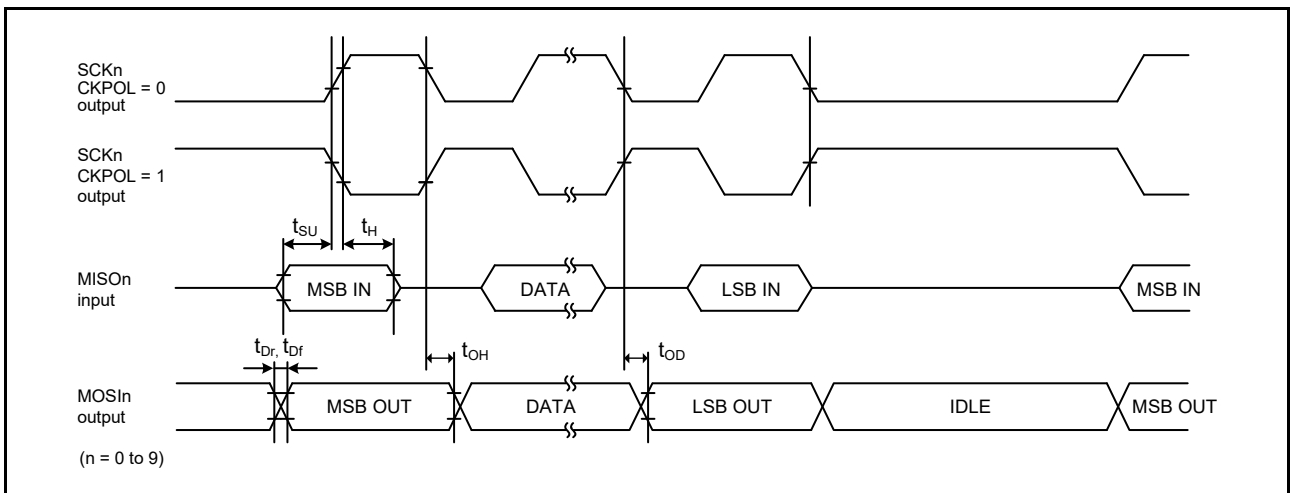 SCKn
CKPOL = 0
output
SCKn
CKPOL = 1
output
tSU
tH
MISOn
input
MSB IN
DATA
LSB IN
MSB IN
tDr, tDf
tOH
tOD
MOSIn
output
MSB OUT
DATA
LSB OUT
IDLE
MSB OUT
(n = 0 to 9)